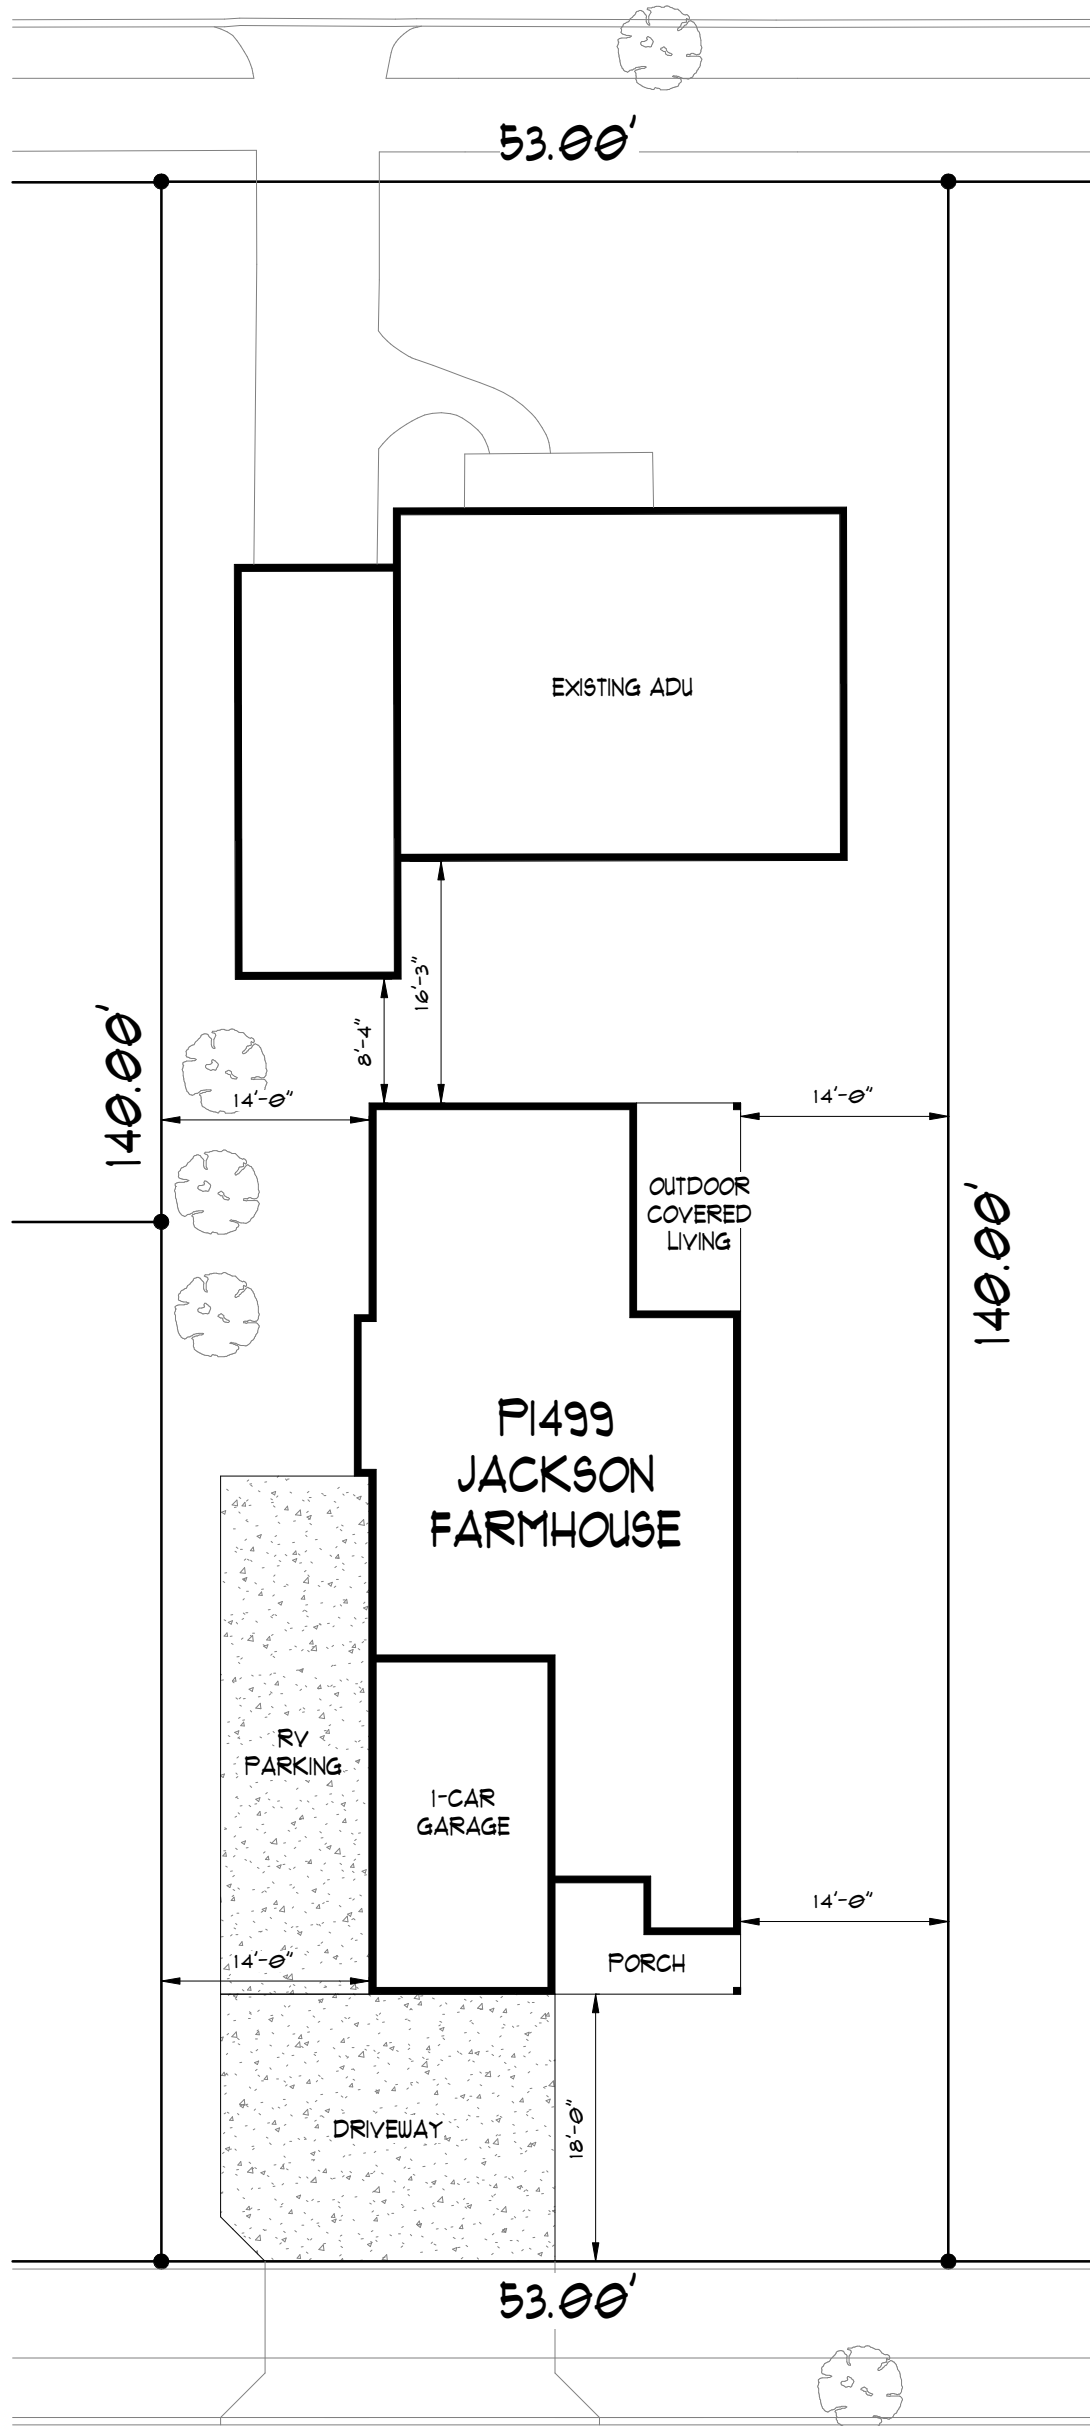 53.00'
EXISTING ADU
16'-3"
8'-4"
140.00'
14'-0"
14'-0"
OUTDOOR
COVERED
LIVING
140.00'
P1499
JACKSON
FARMHOUSE
RV
PARKING
1-CAR
GARAGE
14'-0"
14'-0"
PORCH
18'-0"
DRIVEWAY
53.00'